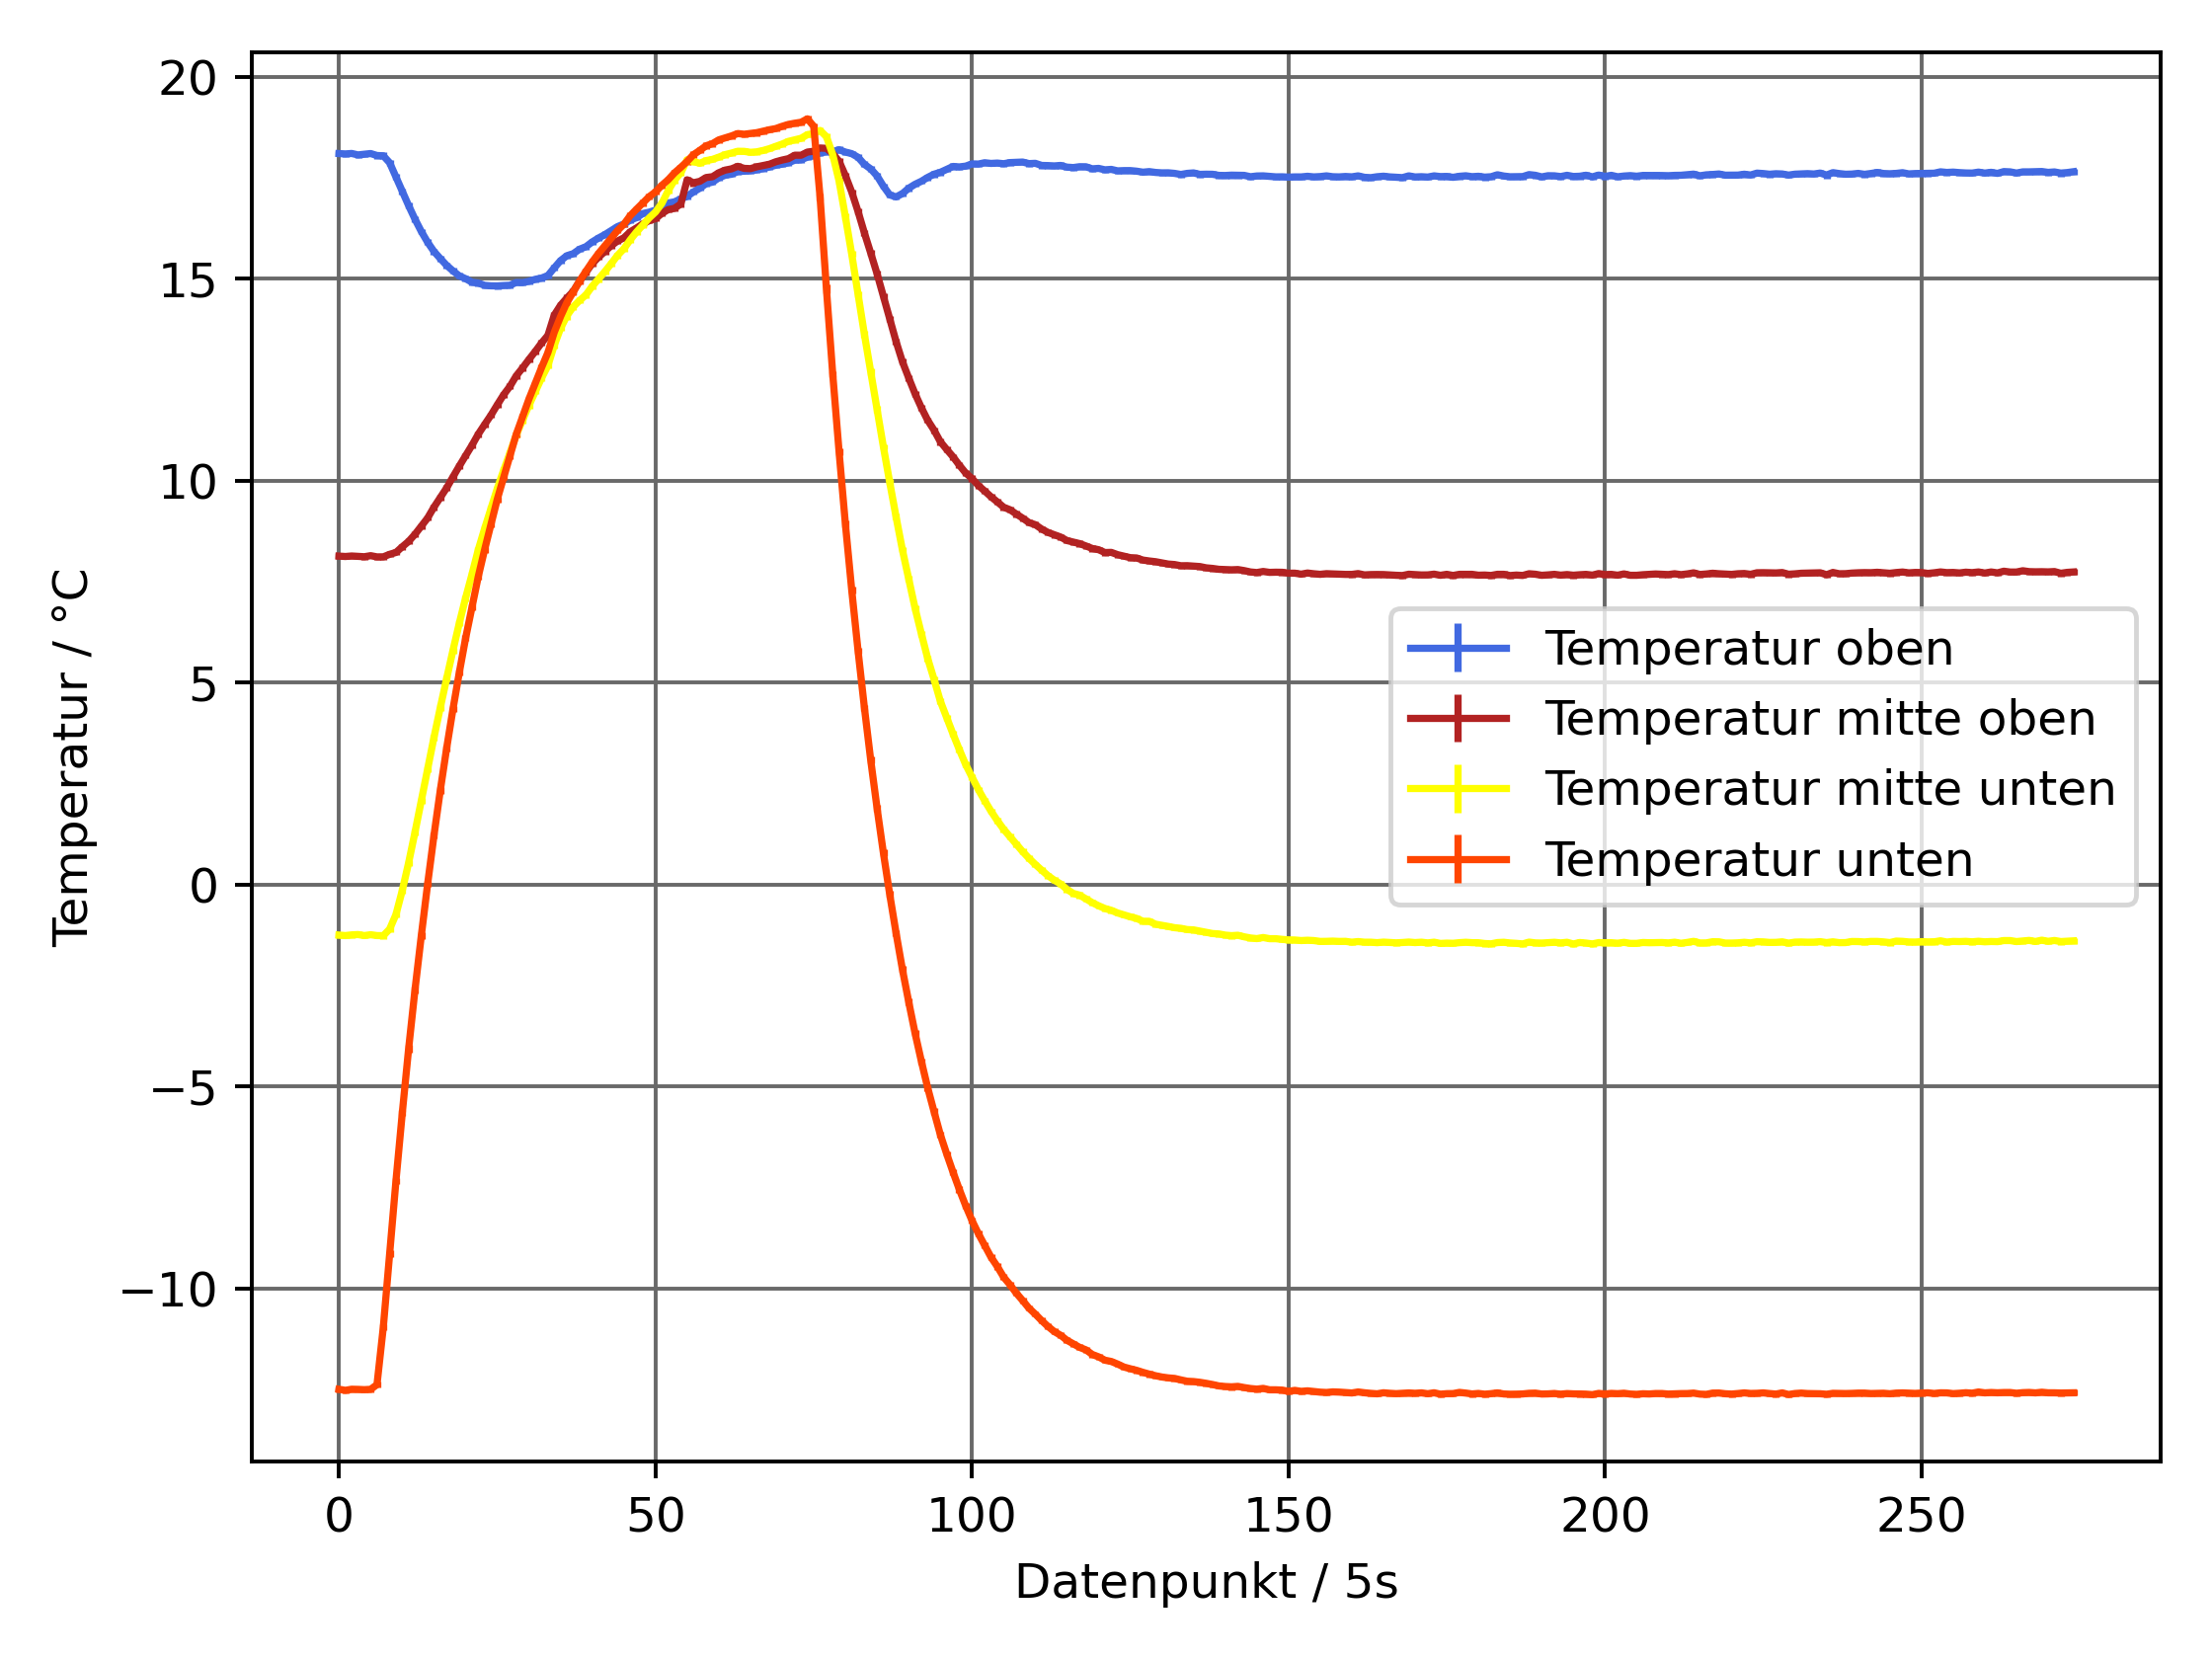 20
15
10
5
0
−5
−10
Temperatur / °C
Temperatur oben
Temperatur mitte oben
Temperatur mitte unten
Temperatur unten
0 50 100 150 200 250
Datenpunkt / 5s